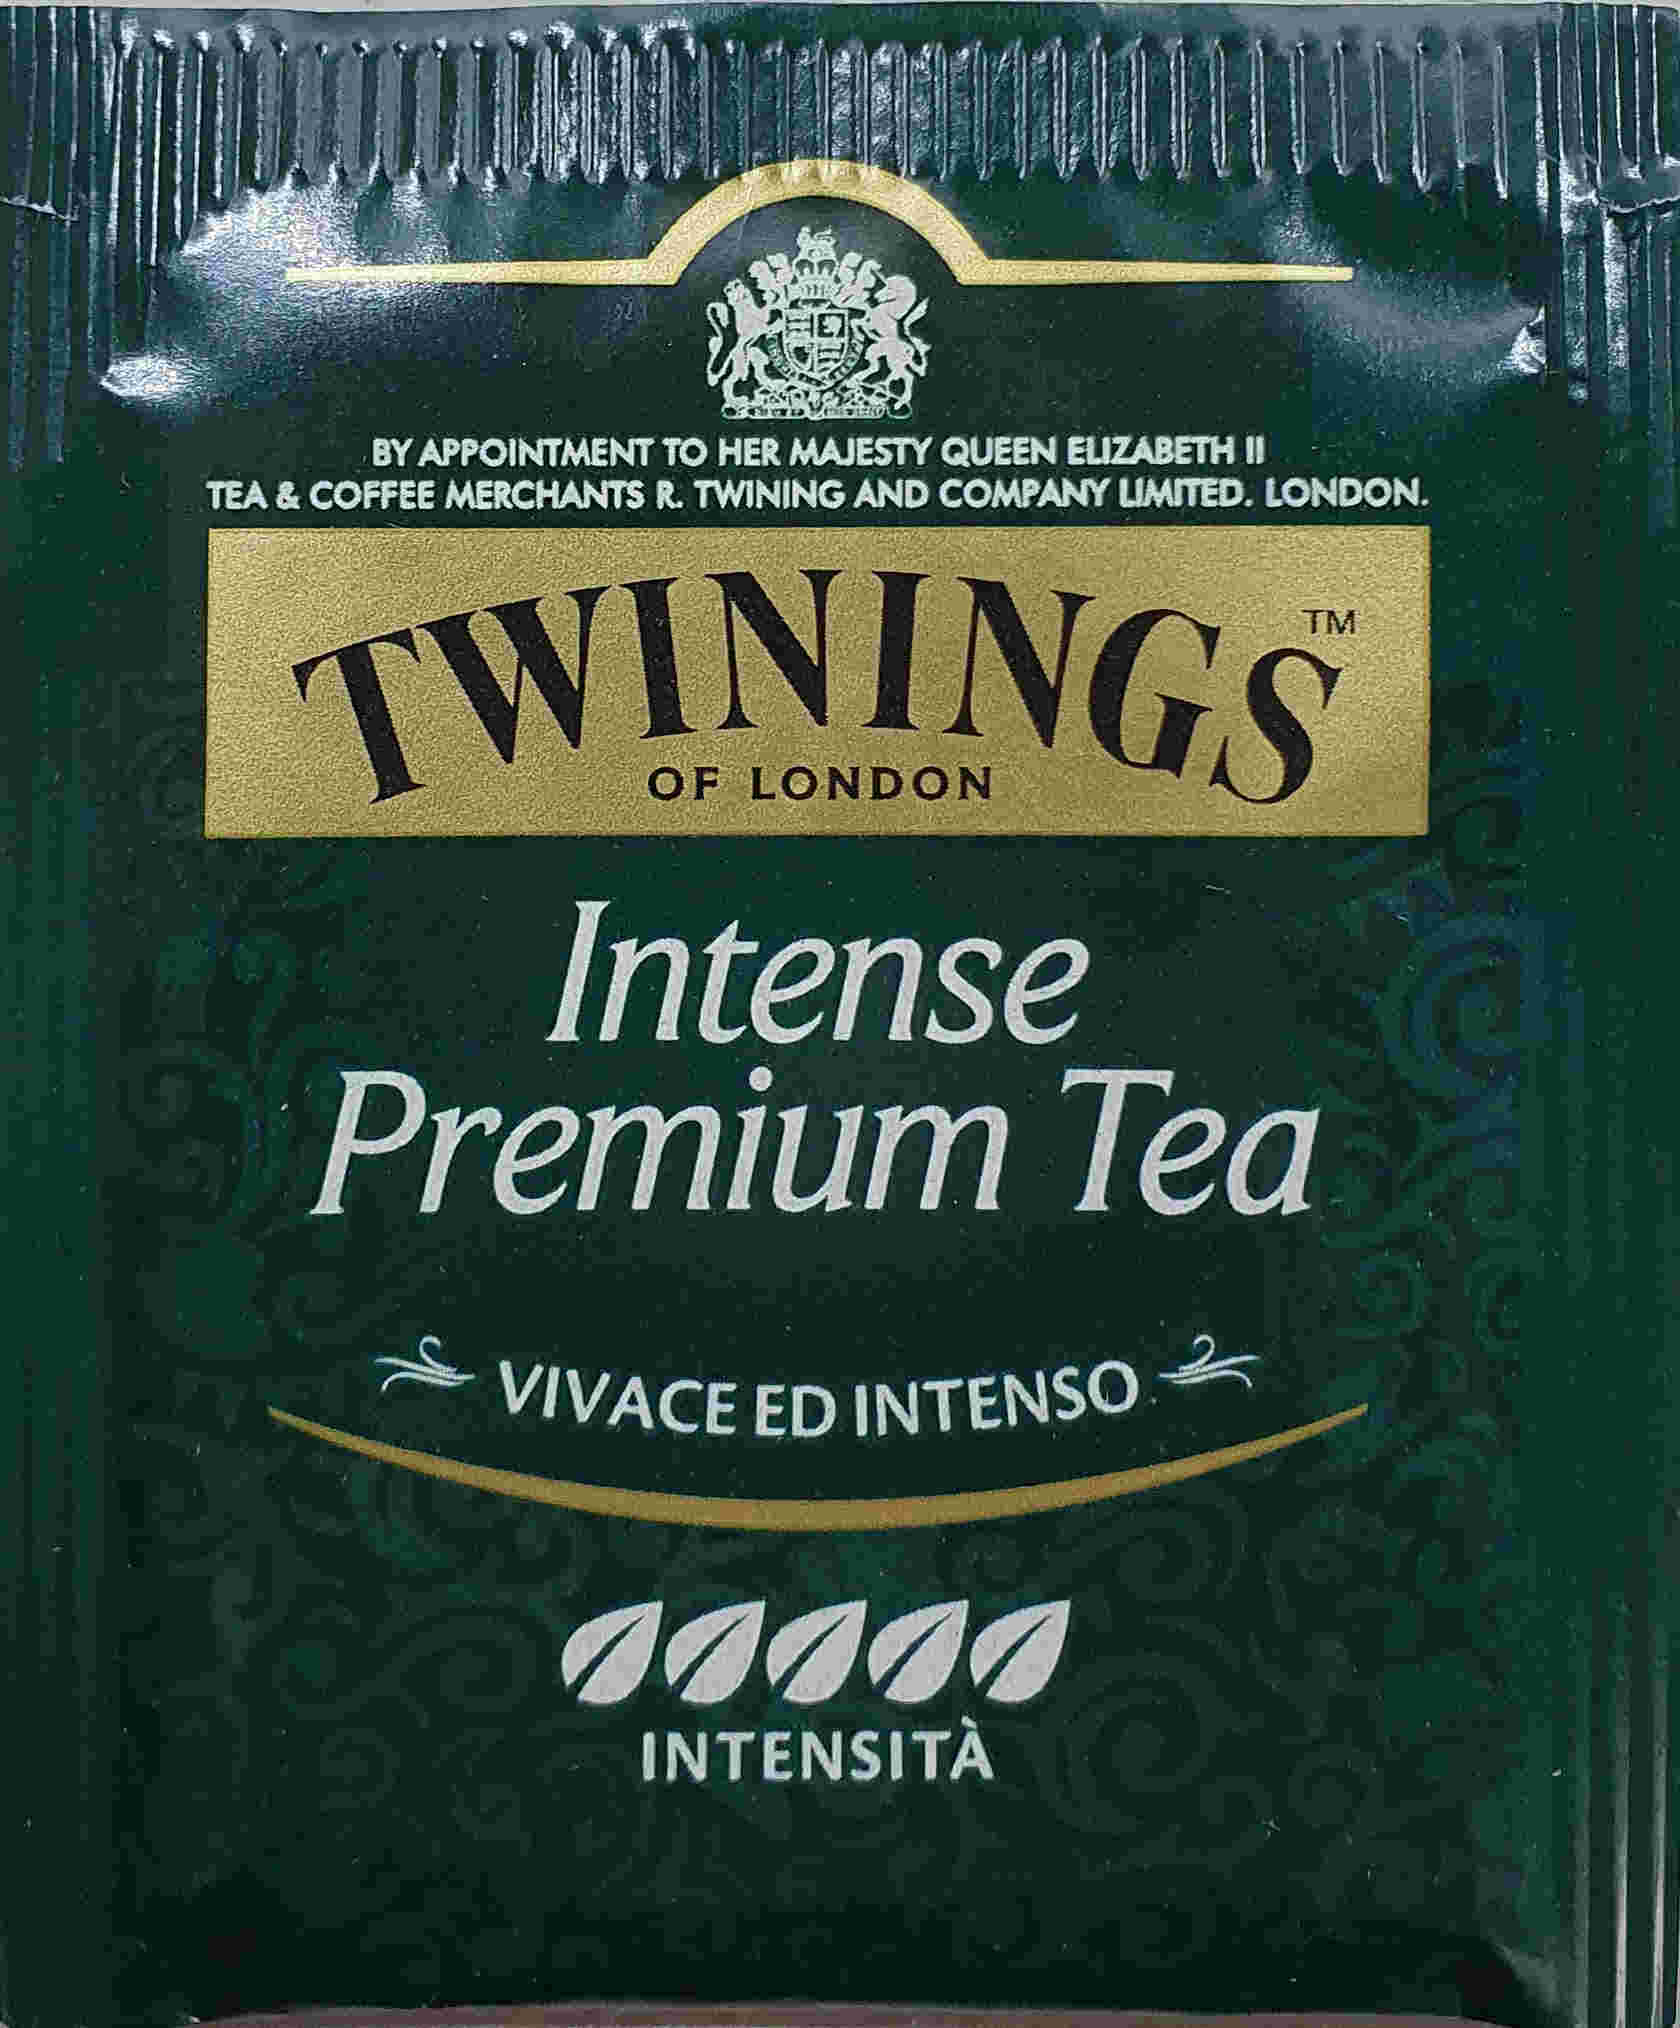 BY APPOINTMENT TO HER MAJESTY QUEEN ELIZABETH II
TEA & COFFEE MERCHANTS R. TWINING AND COMPANY LIMITED. LONDON.
TWININGS™
OF LONDON
Intense
Premium Tea
VIVACE ED INTENSO
INTENSITÀ